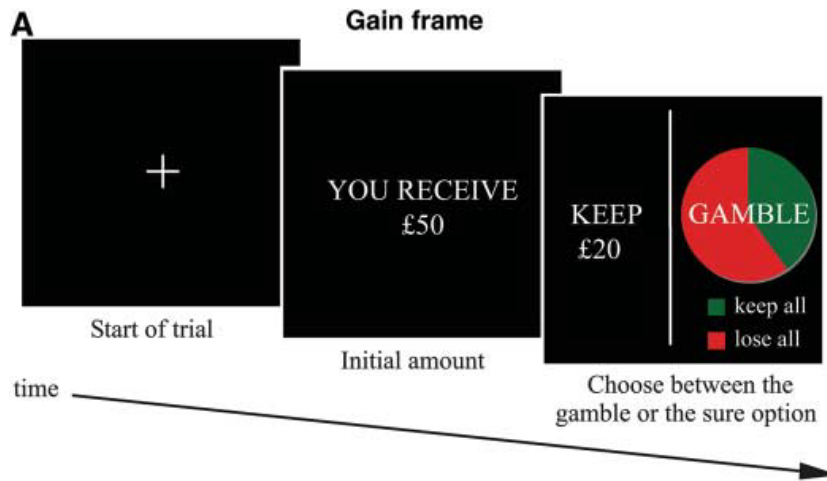 A
Gain frame
YOU RECEIVE
£50
KEEP
£20
GAMBLE
keep all
lose all
Start of trial
Initial amount
Choose between the
gamble or the sure option
time